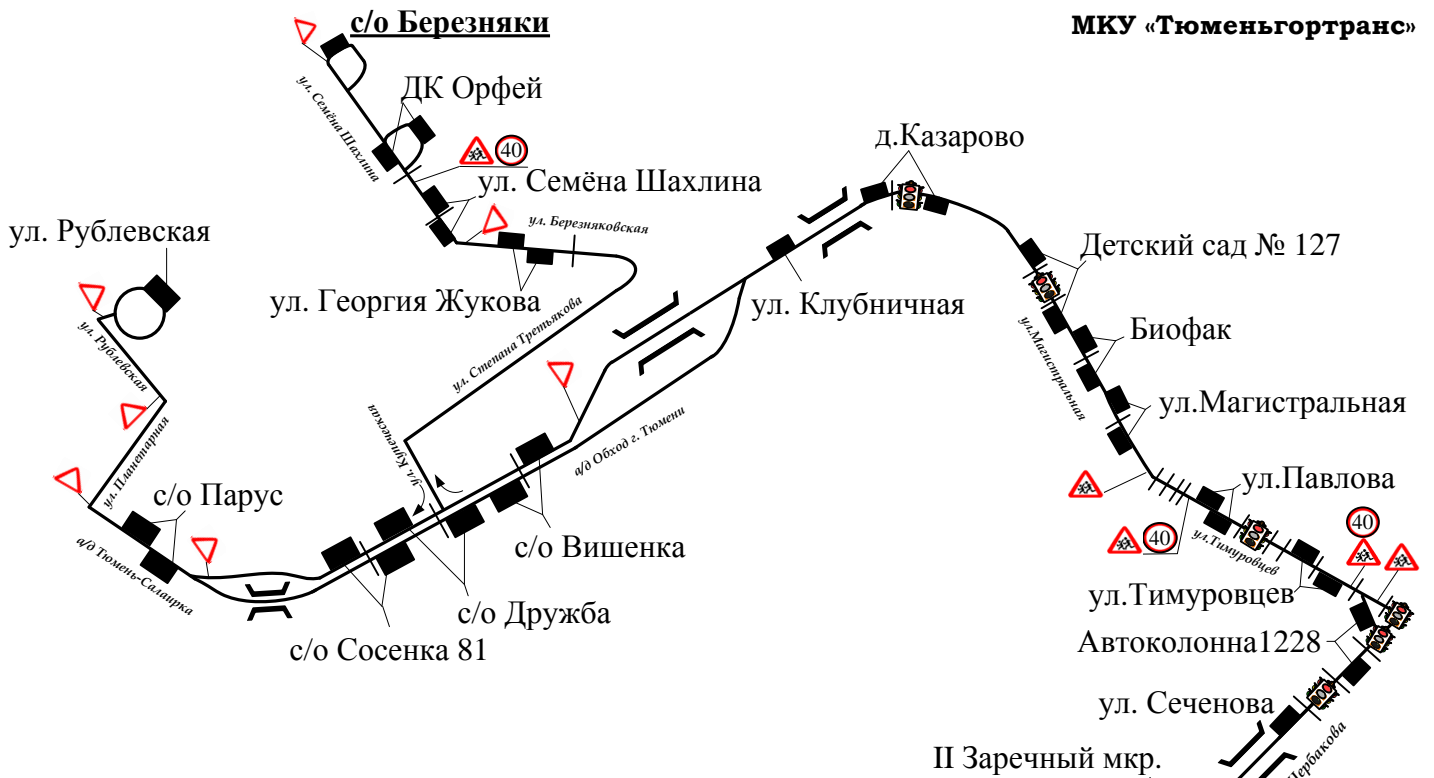 с/о Березняки
МКУ «Тюменьгортранс»
ул. Семёна Шахлина
ДК Орфей
40
д.Казарово
ул. Семёна Шахлина
ул. Березняковская
ул. Рублевская
Детский сад № 127
ул. Георгия Жукова
ул. Клубничная
ул. Рублевская
ул. Степана Третьякова
ул.Магистральная
Биофак
ул.Магистральная
ул. Планетарная
ул. Купеческая
а/д Обход г. Тюмени
с/о Парус
ул.Павлова
40
40
ул.Тимуровцев
с/о Вишенка
а/д Тюмень-Салаирка
с/о Дружба
ул.Тимуровцев
с/о Сосенка 81
Автоколонна1228
ул. Сеченова
II Заречный мкр.